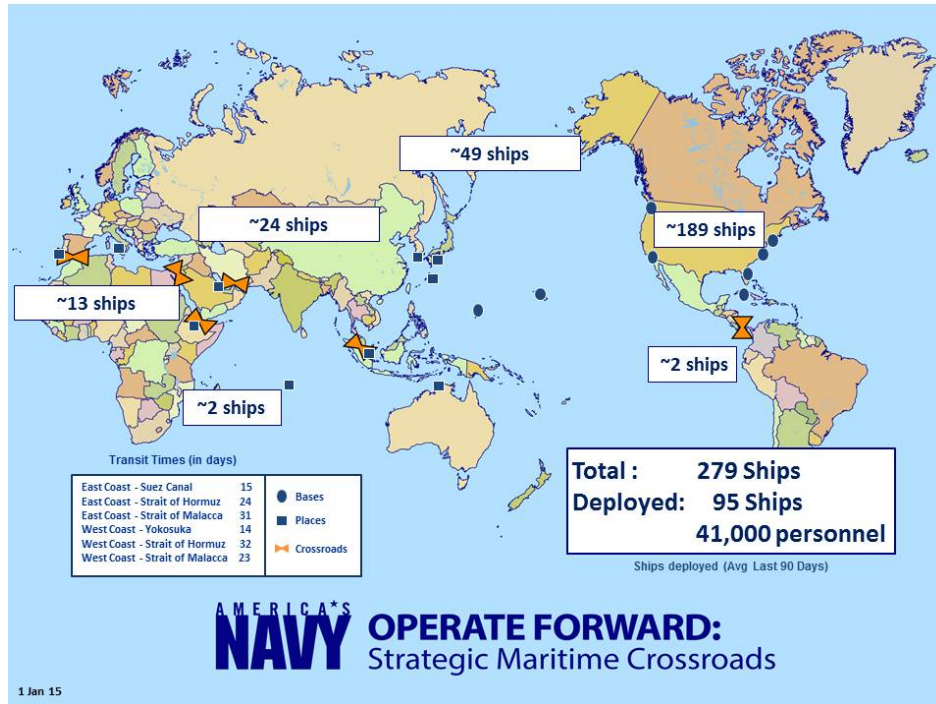 ~49 ships
~24 ships
~189 ships
~13 ships
~2 ships
~2 ships
Transit Times (in days)
East Coast - Suez Canal 15
East Coast - Strait of Hormuz 24
East Coast - Strait of Malacca 31
West Coast - Yokosuka 14
West Coast - Strait of Hormuz 32
West Coast - Strait of Malacca 23
Bases
Places
Crossroads
Total : 279 Ships
Deployed: 95 Ships
41,000 personnel
Ships deployed (Avg Last 90 Days)
AMERICA★S
NAVY
OPERATE FORWARD:
Strategic Maritime Crossroads
1 Jan 15